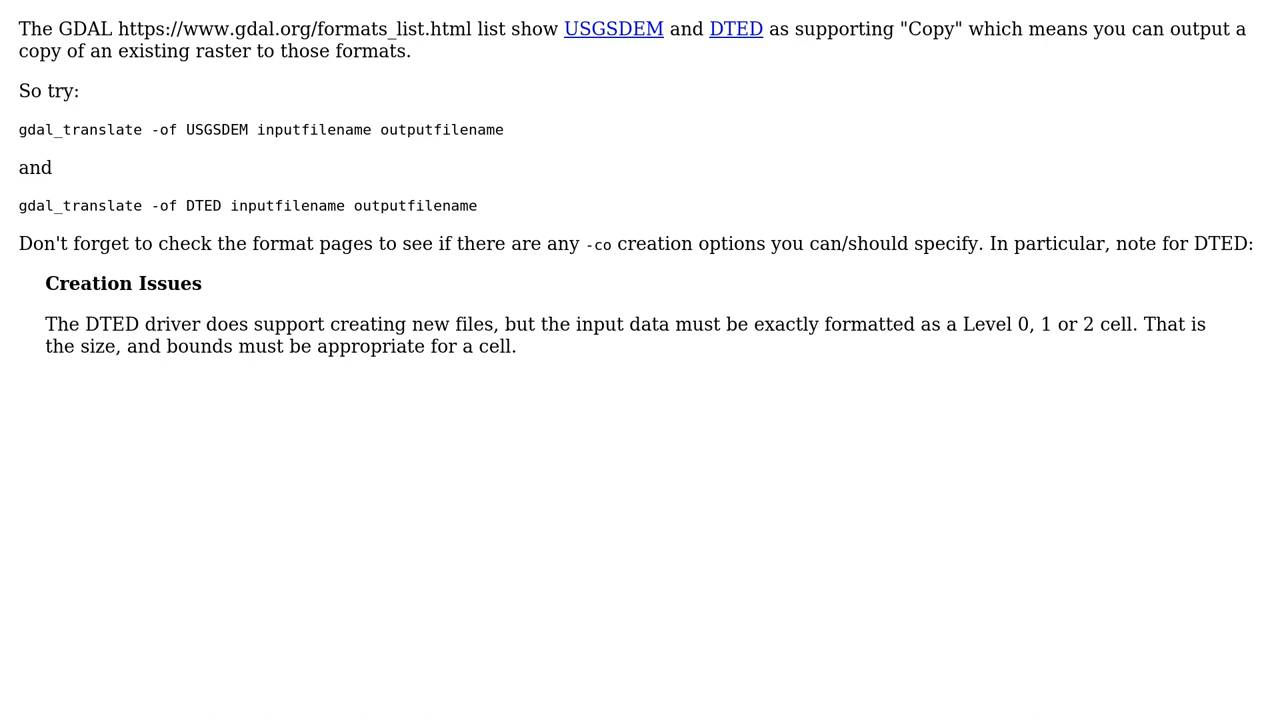 The GDAL https://www.gdal.org/formats_list.html list show USGSDEM and DTED as supporting "Copy" which means you can output a
copy of an existing raster to those formats.
So try:
gdal_translate -of USGSDEM inputfilename outputfilename
and
gdal_translate -of DTED inputfilename outputfilename
Don't forget to check the format pages to see if there are any -co creation options you can/should specify. In particular, note for DTED:
Creation Issues
The DTED driver does support creating new files, but the input data must be exactly formatted as a Level 0, 1 or 2 cell. That is
the size, and bounds must be appropriate for a cell.